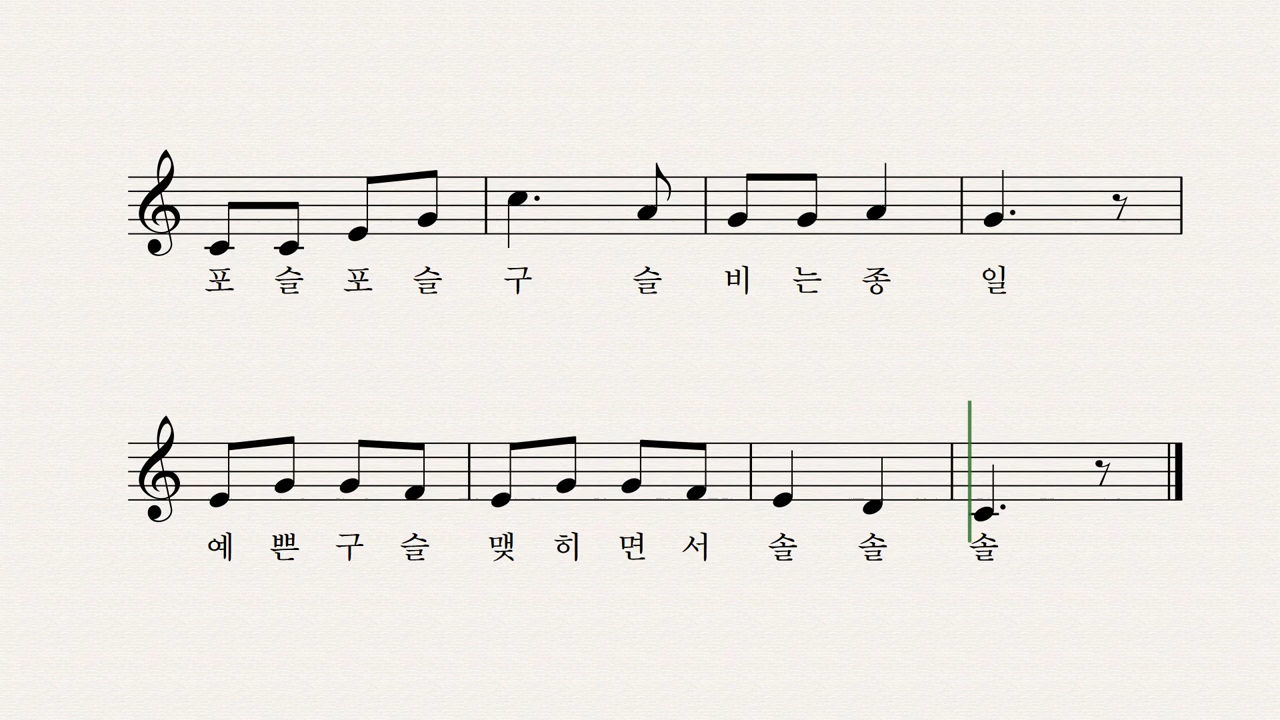 포 슬 포 슬 구 슬 비 는 종 일
예 쁜 구 슬 맺 히 면 서 솔 솔 솔